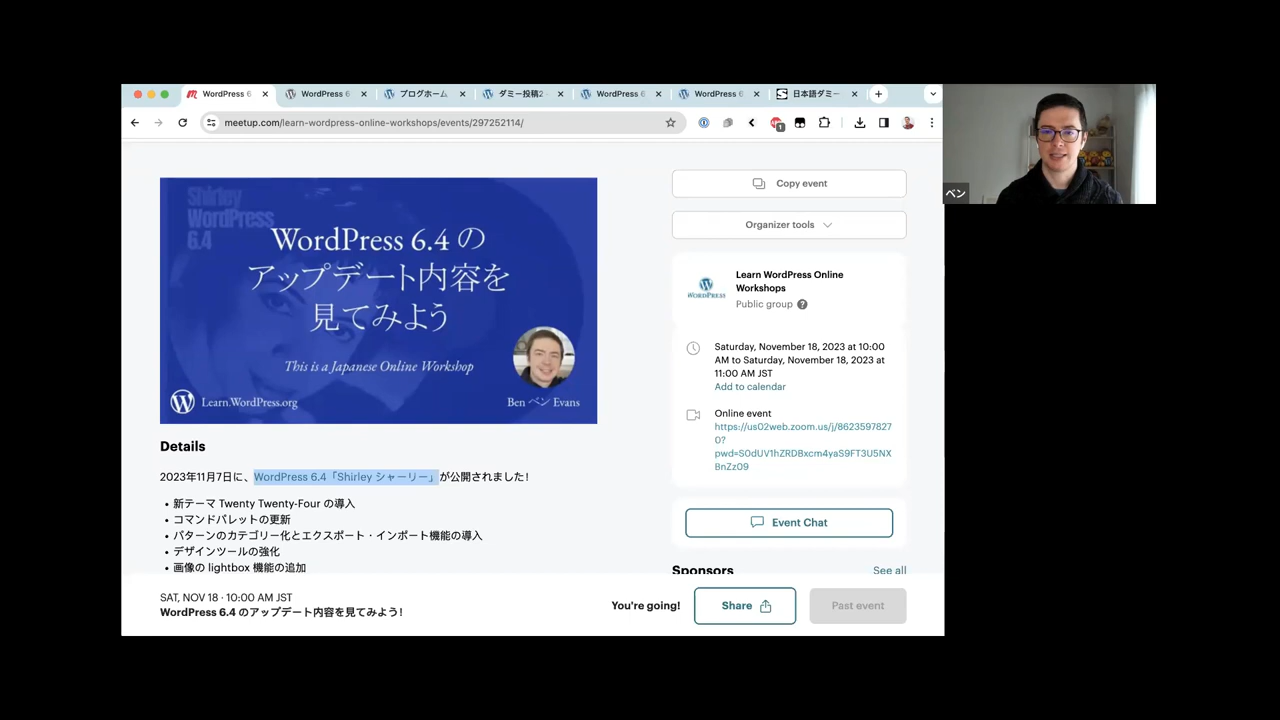 WordPress 6
WordPress 6
ブログホーム
ダミー投稿2
WordPress 6
WordPress 6
日本語ダミー
meetup.com/learn-wordpress-online-workshops/events/297252114/
1
Shirley
WordPress
6.4
WordPress 6.4 の
アップデート内容を
見てみよう
This is a Japanese Online Workshop
Learn.WordPress.org
Ben ベン Evans
Details
2023年11月7日に、WordPress 6.4「Shirley シャーリー」が公開されました!
• 新テーマ Twenty Twenty-Four の導入
• コマンドパレットの更新
• パターンのカテゴリー化とエクスポート・インポート機能の導入
• デザインツールの強化
• 画像の lightbox 機能の追加
Copy event
Organizer tools
WORDPRESS
Learn WordPress Online
Workshops
Public group ?
Saturday, November 18, 2023 at 10:00
AM to Saturday, November 18, 2023 at
11:00 AM JST
Add to calendar
Online event
https://us02web.zoom.us/j/8623597827
0?
pwd=S0dUV1hZRDBxcm4yaS9FT3U5NX
BnZz09
Event Chat
Sponsors
See all
SAT, NOV 18 · 10:00 AM JST
WordPress 6.4 のアップデート内容を見てみよう!
You're going!
Share
Past event
ベン